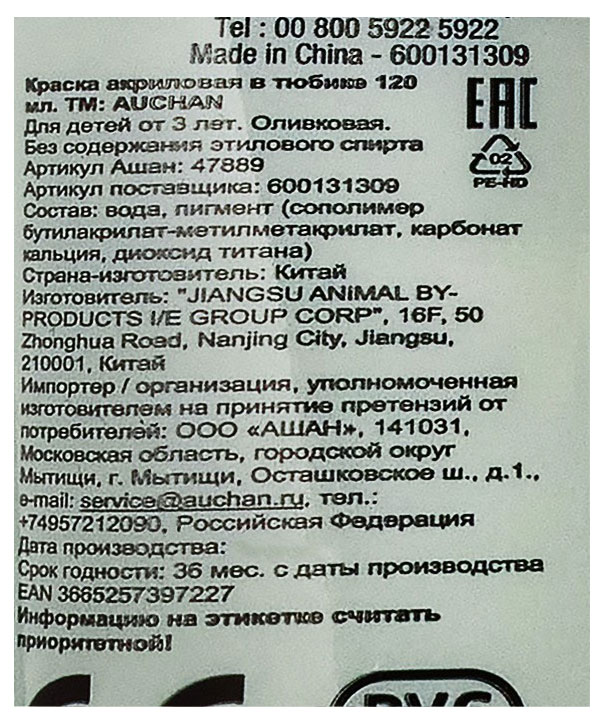 Tel : 00 800 5922 5922
Made in China - 600131309
Краска акриловая в тюбике 120
мл. ТМ: AUCHAN
Для детей от 3 лет. Оливковая.
Без содержания этилового спирта
Артикул Ашан: 47889
Артикул поставщика: 600131309
Состав: вода, пигмент (сополимер
бутилакрилат-метилметакрилат, карбонат
кальция, диоксид титана)
Страна-изготовитель: Китай
Изготовитель: "JIANGSU ANIMAL BY-
PRODUCTS I/E GROUP CORP", 16F, 50
Zhonghua Road, Nanjing City, Jiangsu,
210001, Китай
Импортер / организация, уполномоченная
изготовителем на принятие претензий от
потребителей: ООО «АШАН», 141031,
Московская область, городской округ
Мытищи, г. Мытищи, Осташковское ш., д.1.,
e-mail: service@auchan.ru, тел.:
+74957212090, Российская Федерация
Дата производства:
Срок годности: 36 мес. с даты производства
EAN 3665257397227
Информацию на этикетке считать
приоритетной!
EAC
02
PE-HD